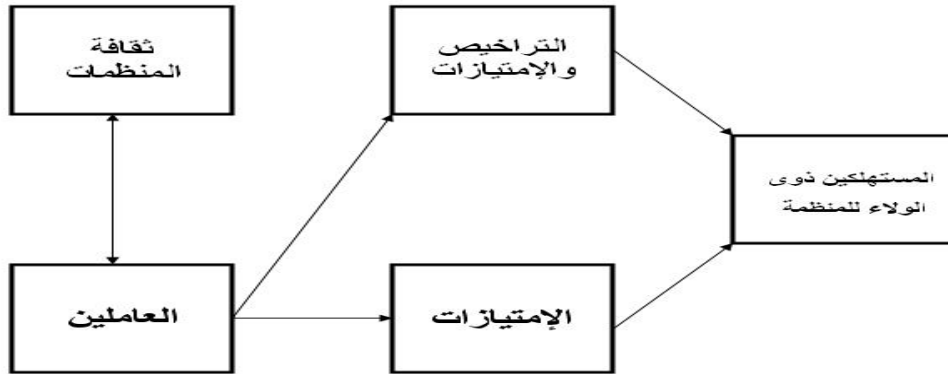 ثقافة
المنظمات
التراخيص
والإمتيازات
المستهلكين ذوى
الولاء للمنظمة
العاملين
الإمتيازات